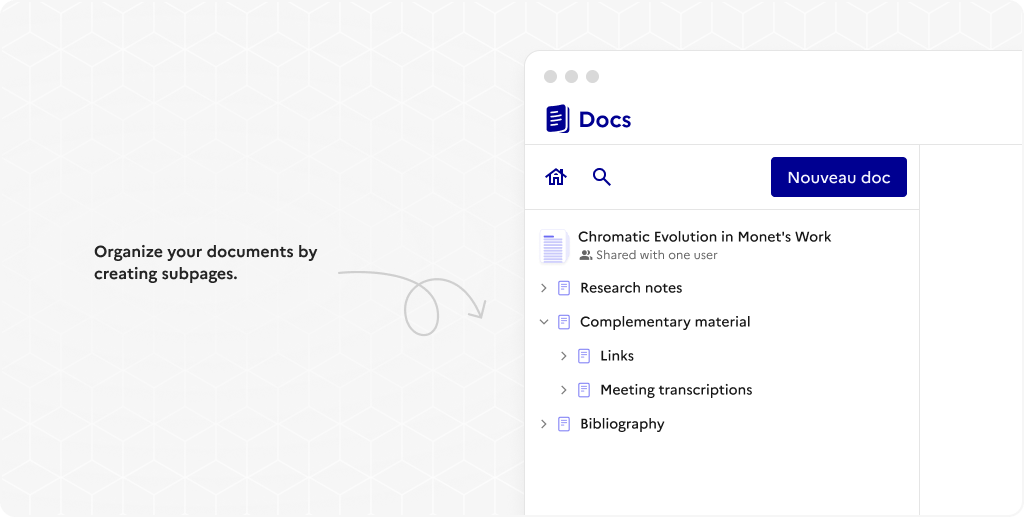 Organize your documents by
creating subpages.
Docs
Nouveau doc
Chromatic Evolution in Monet's Work
Shared with one user
Research notes
Complementary material
Links
Meeting transcriptions
Bibliography